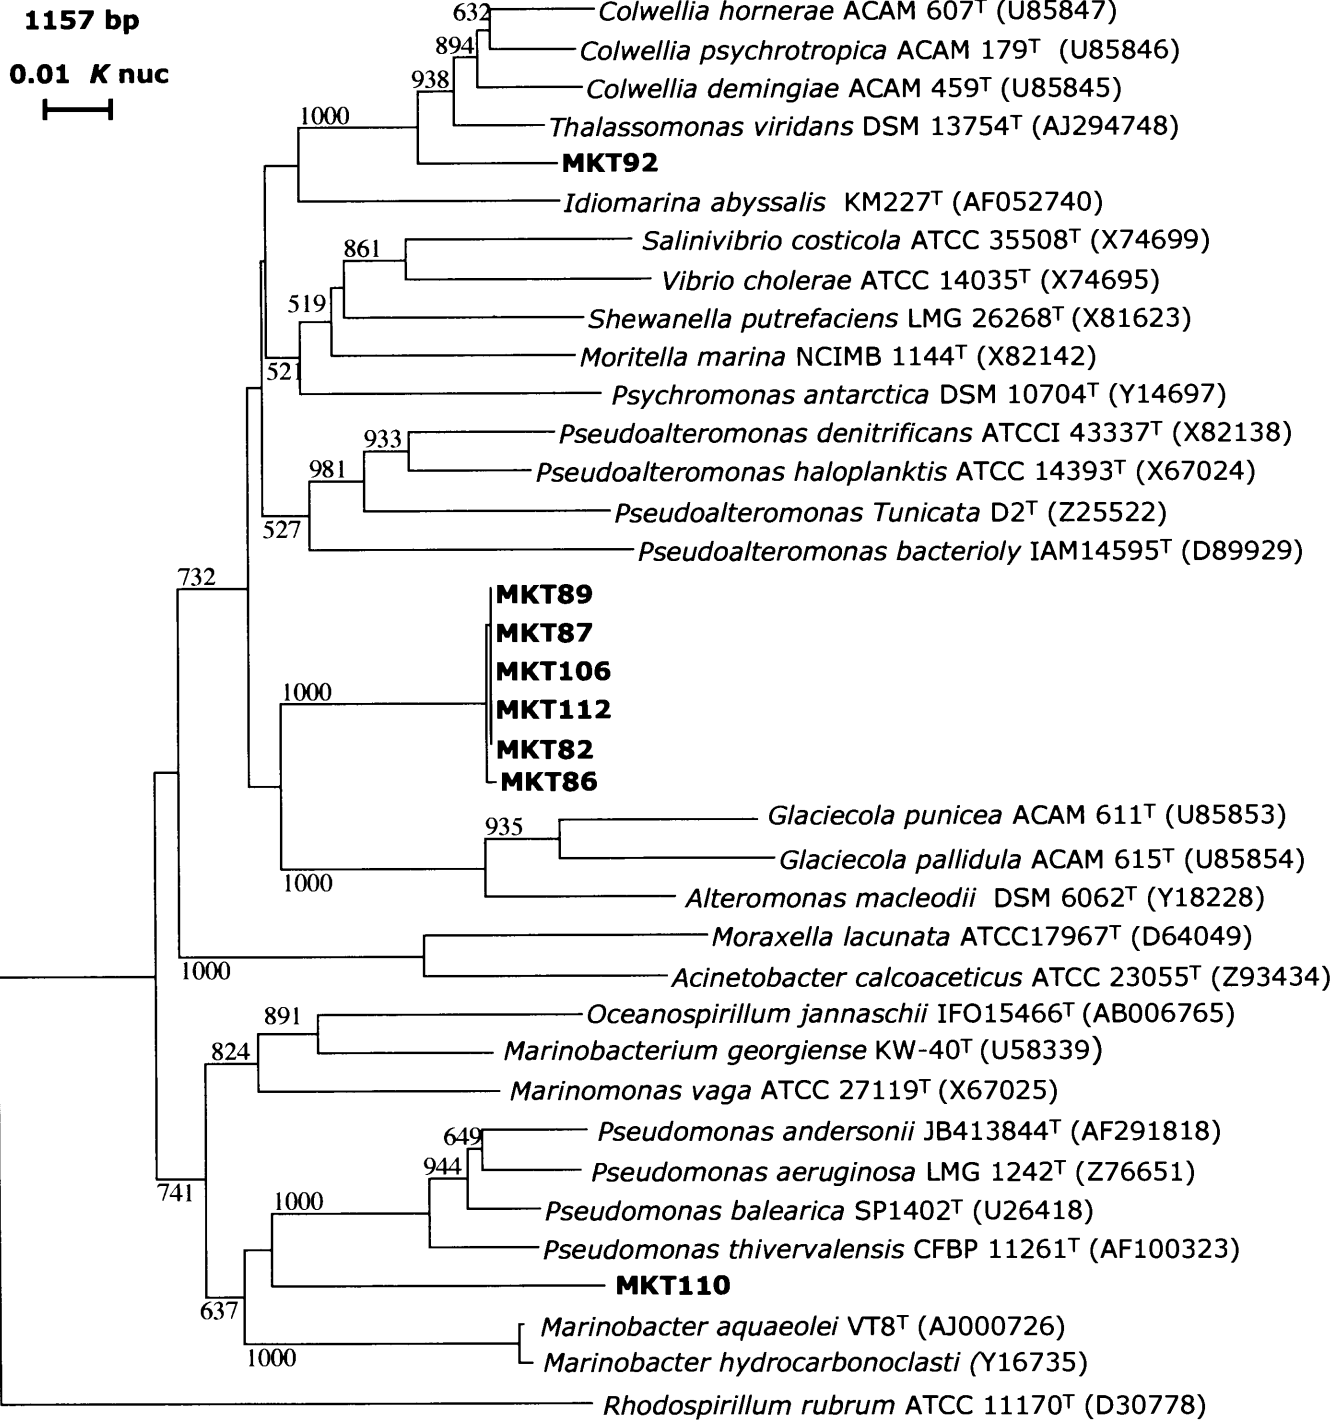 1157 bp
0.01 K nuc
632
Colwellia hornerae ACAM 607ᵀ (U85847)
Colwellia psychrotropica ACAM 179ᵀ (U85846)
894
938
Colwellia demingiae ACAM 459ᵀ (U85845)
1000
Thalassomonas viridans DSM 13754ᵀ (AJ294748)
MKT92
Idiomarina abyssalis KM227ᵀ (AF052740)
Salinivibrio costicola ATCC 35508ᵀ (X74699)
861
Vibrio cholerae ATCC 14035ᵀ (X74695)
519
Shewanella putrefaciens LMG 26268ᵀ (X81623)
Moritella marina NCIMB 1144ᵀ (X82142)
521
Psychromonas antarctica DSM 10704ᵀ (Y14697)
933
Pseudoalteromonas denitrificans ATCCI 43337ᵀ (X82138)
981
Pseudoalteromonas haloplanktis ATCC 14393ᵀ (X67024)
Pseudoalteromonas Tunicata D2ᵀ (Z25522)
527
Pseudoalteromonas bacterioly IAM14595ᵀ (D89929)
732
MKT89
MKT87
MKT106
1000
MKT112
MKT82
MKT86
Glaciecola punicea ACAM 611ᵀ (U85853)
935
Glaciecola pallidula ACAM 615ᵀ (U85854)
1000
Alteromonas macleodii DSM 6062ᵀ (Y18228)
Moraxella lacunata ATCC17967ᵀ (D64049)
1000
Acinetobacter calcoaceticus ATCC 23055ᵀ (Z93434)
891
Oceanospirillum jannaschii IFO15466ᵀ (AB006765)
824
Marinobacterium georgiense KW-40ᵀ (U58339)
Marinomonas vaga ATCC 27119ᵀ (X67025)
649
Pseudomonas andersonii JB413844ᵀ (AF291818)
944
Pseudomonas aeruginosa LMG 1242ᵀ (Z76651)
741
1000
Pseudomonas balearica SP1402ᵀ (U26418)
Pseudomonas thivervalensis CFBP 11261ᵀ (AF100323)
MKT110
637
Marinobacter aquaeolei VT8ᵀ (AJ000726)
1000
Marinobacter hydrocarbonoclasti (Y16735)
Rhodospirillum rubrum ATCC 11170ᵀ (D30778)